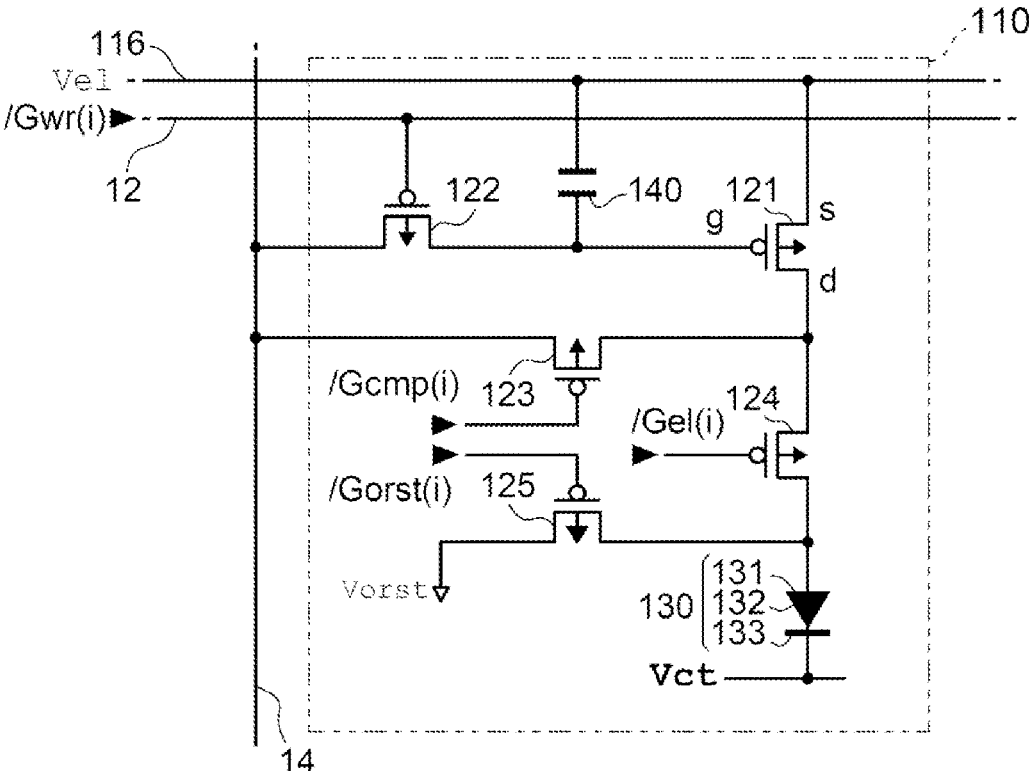 110
116
Vel
/Gwr(i)
12
122
140
121
g
s
d
/Gcmp(i)
123
/Gel(i)
124
/Gorst(i)
125
Vorst
130
131
132
133
Vct
14